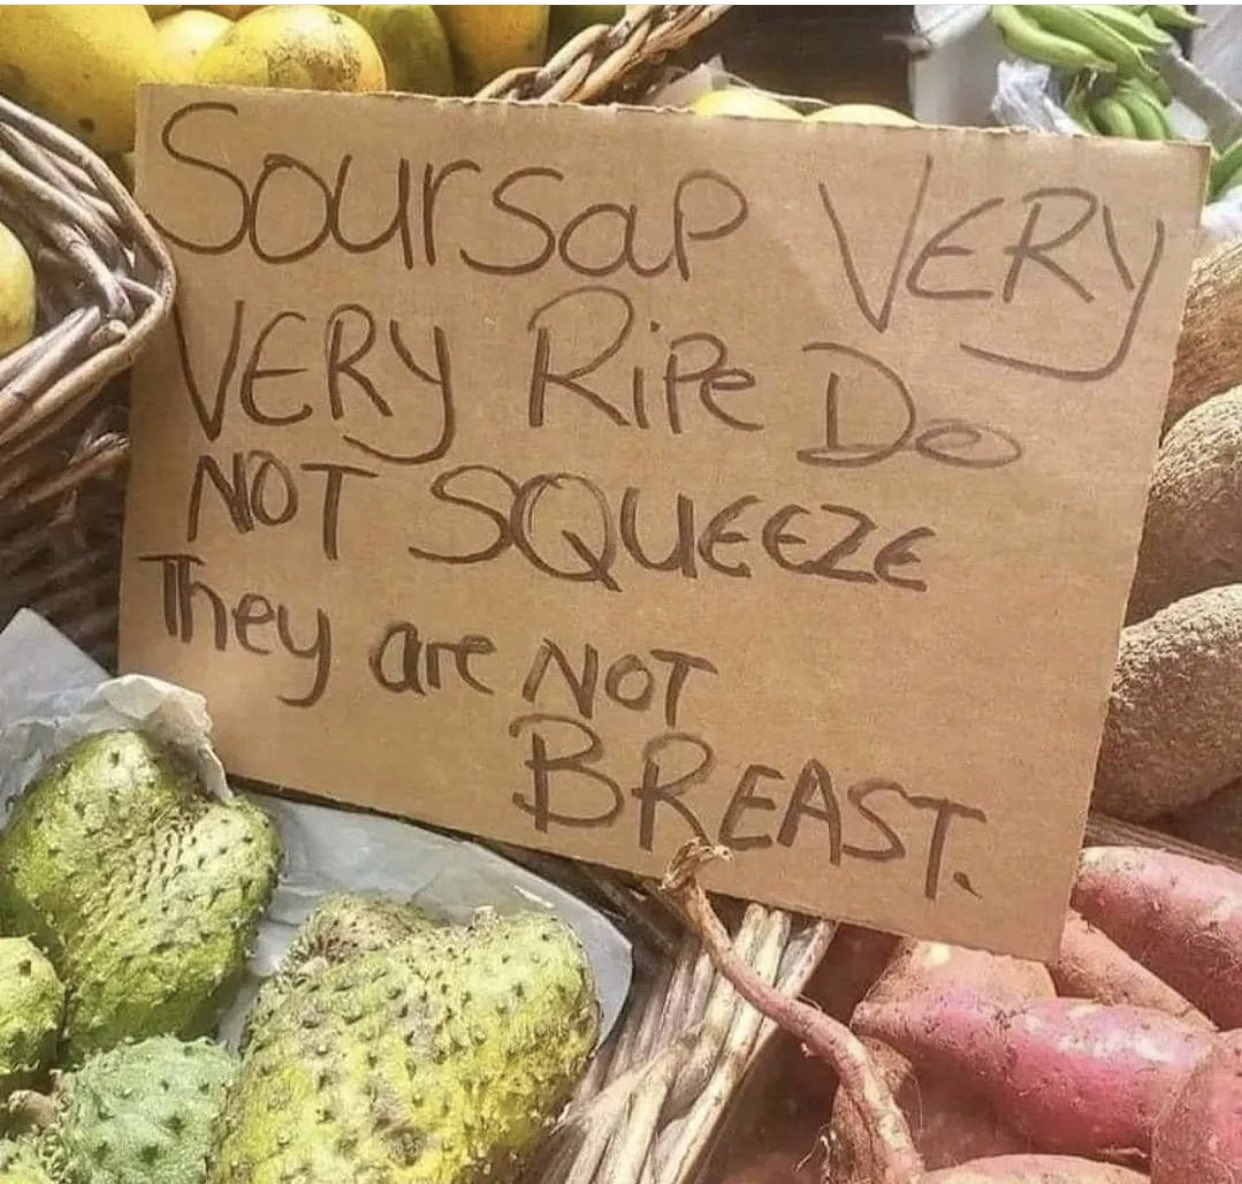 Soursap VERY
VERY Ripe Do
NOT SQUEEZE
They are NOT
BREAST.